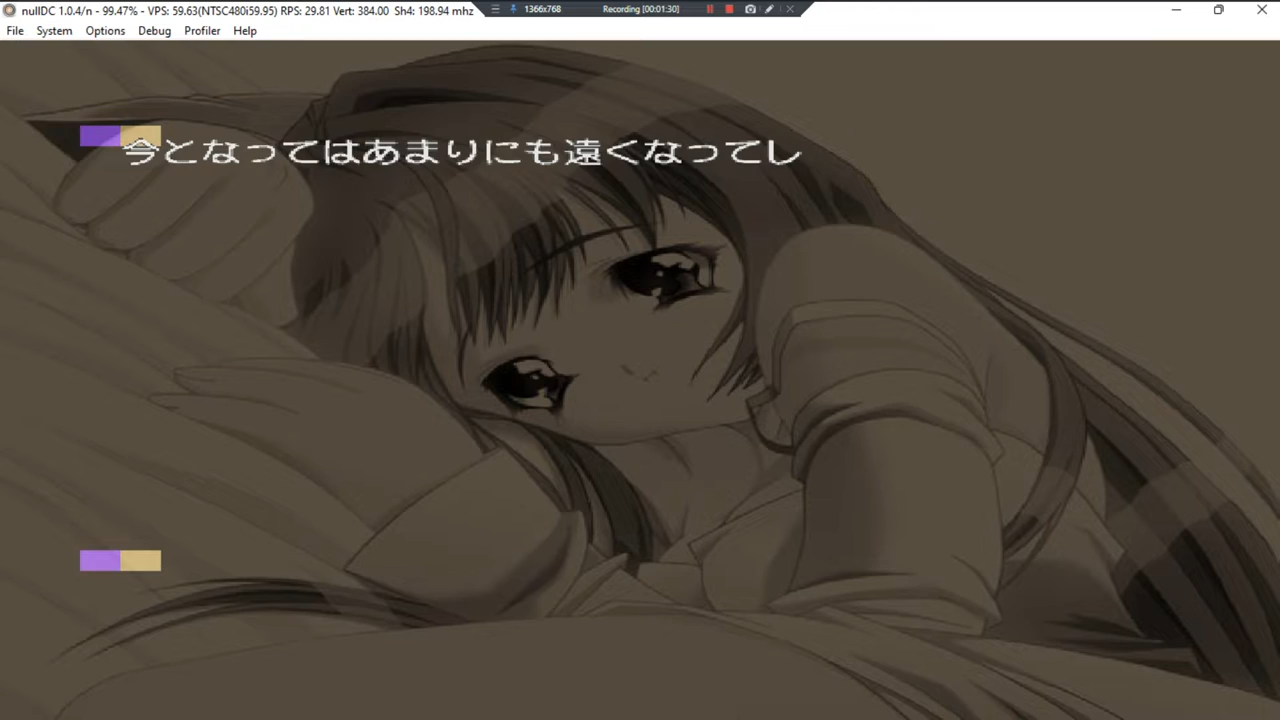 nullDC 1.0.4/n - 99.47% - VPS: 59.63(NTSC480i59.95) RPS: 29.81 Vert: 384.00 Sh4: 198.94 mhz
1366x768
Recording [00:01:30]
File System Options Debug Profiler Help
今となってはあまりにも遠くなってし